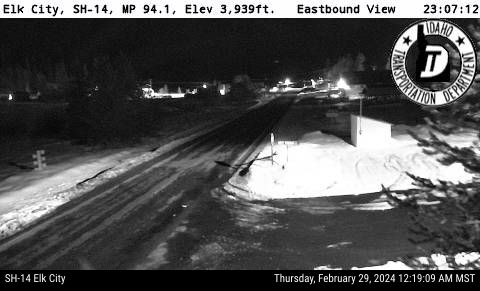 Elk City, SH-14, MP 94.1, Elev 3,939ft. Eastbound View 23:07:12
IDAHO
TRANSPORTATION DEPARTMENT
SH-14 Elk City Thursday, February 29, 2024 12:19:09 AM MST